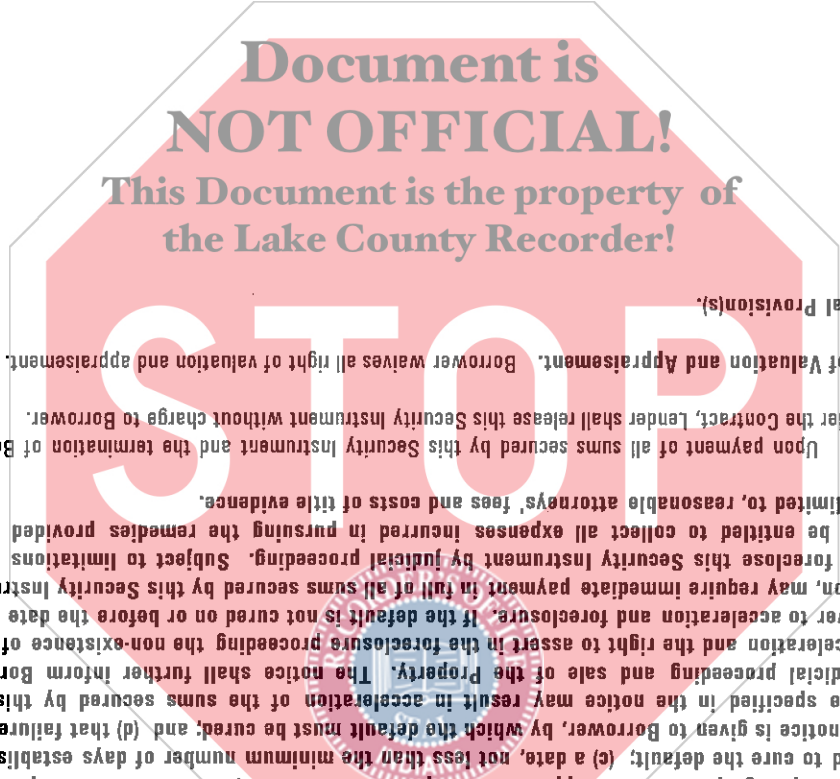 Document is
NOT OFFICIAL!
This Document is the property of
the Lake County Recorder!
STOP
RECORDER'S OFFICE
SEAL
INDIANA
to cure the default; (c) a date, not less than the minimum number of days
notice is given to Borrower, by which the default must be cured; and (d) that failure
specified in the notice may result in acceleration of the sums secured by this
proceeding and sale of the Property. The notice shall further inform
and the right to assert in the foreclosure proceeding the non-existence of
to acceleration and foreclosure. If the default is not cured on or before the date
may require immediate payment in full of all sums secured by this Security
foreclose this Security Instrument by judicial proceeding. Subject to limitations
be entitled to collect all expenses incurred in pursuing the remedies provided
limited to, reasonable attorneys' fees and costs of title evidence.
Upon payment of all sums secured by this Security Instrument and the termination of
the Contract, Lender shall release this Security Instrument without charge to Borrower.
of Valuation and Appraisement. Borrower waives all right of valuation and appraisement.
Provision(s).